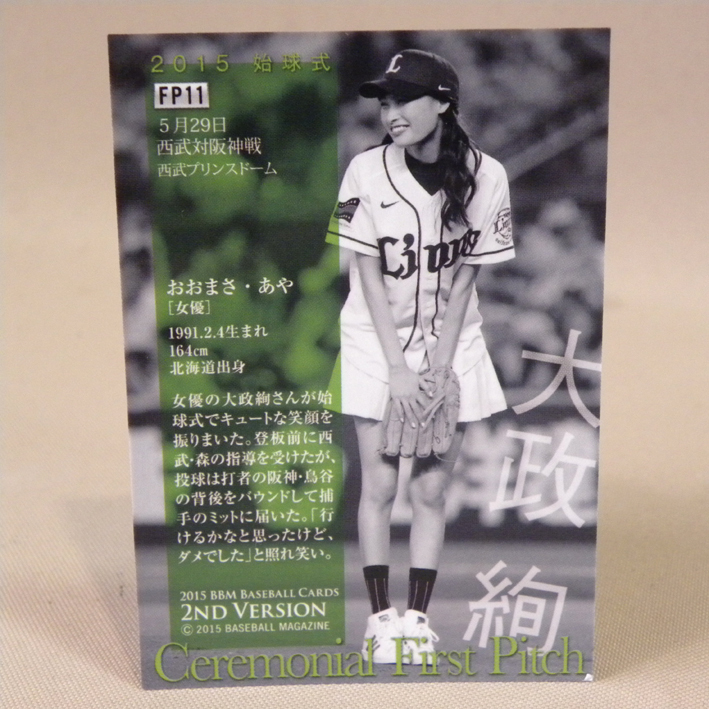 2015 始球式
FP11
5月29日
西武対阪神戦
西武プリンスドーム
おおまさ・あや
[女優]
1991.2.4生まれ
164cm
北海道出身
女優の大政絢さんが始
球式でキュートな笑顔を
振りまいた。登板前に西
武・森の指導を受けたが、
投球は打者の阪神・鳥谷
の背後をバウンドして捕
手のミットに届いた。「行
けるかなと思ったけど、
ダメでした」と照れ笑い。
2015 BBM BASEBALL CARDS
2ND VERSION
© 2015 BASEBALL MAGAZINE
L
Lions
大政 絢
Ceremonial First Pitch